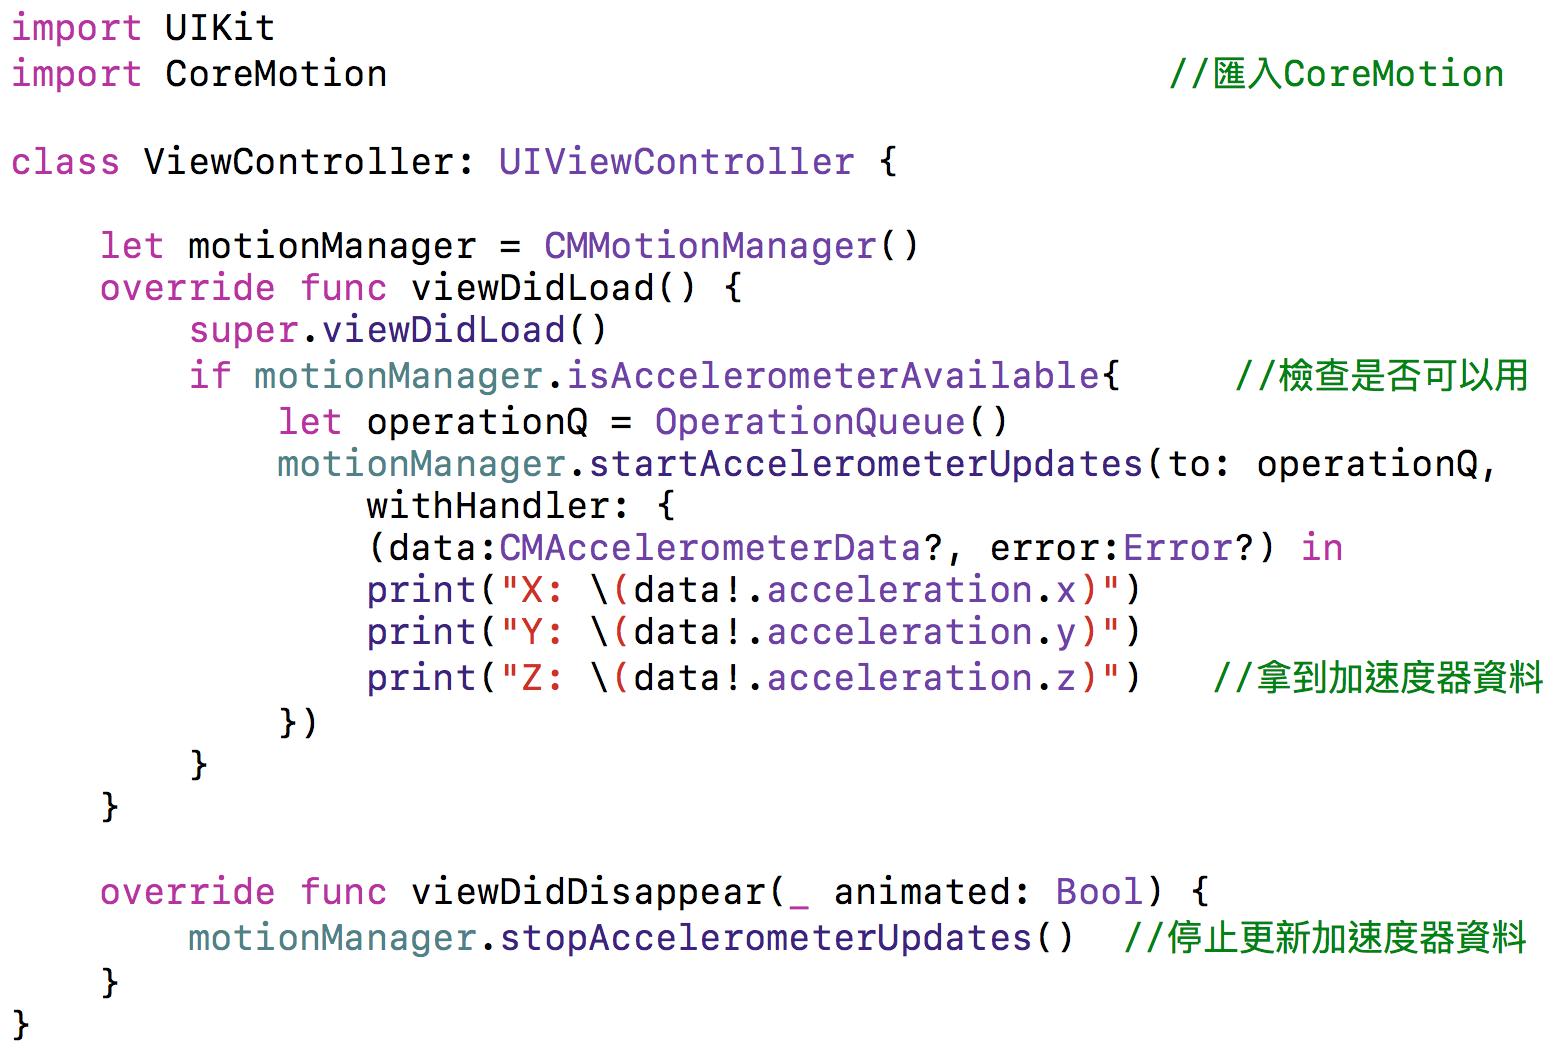 import UIKit
import CoreMotion //匯入CoreMotion
class ViewController: UIViewController {
let motionManager = CMMotionManager()
override func viewDidLoad() {
super.viewDidLoad()
if motionManager.isAccelerometerAvailable{ //檢查是否可以用
let operationQ = OperationQueue()
motionManager.startAccelerometerUpdates(to: operationQ,
withHandler: {
(data:CMAccelerometerData?, error:Error?) in
print("X: \(data!.acceleration.x)")
print("Y: \(data!.acceleration.y)")
print("Z: \(data!.acceleration.z)") //拿到加速度器資料
})
}
}
override func viewDidDisappear(_ animated: Bool) {
motionManager.stopAccelerometerUpdates() //停止更新加速度器資料
}
}